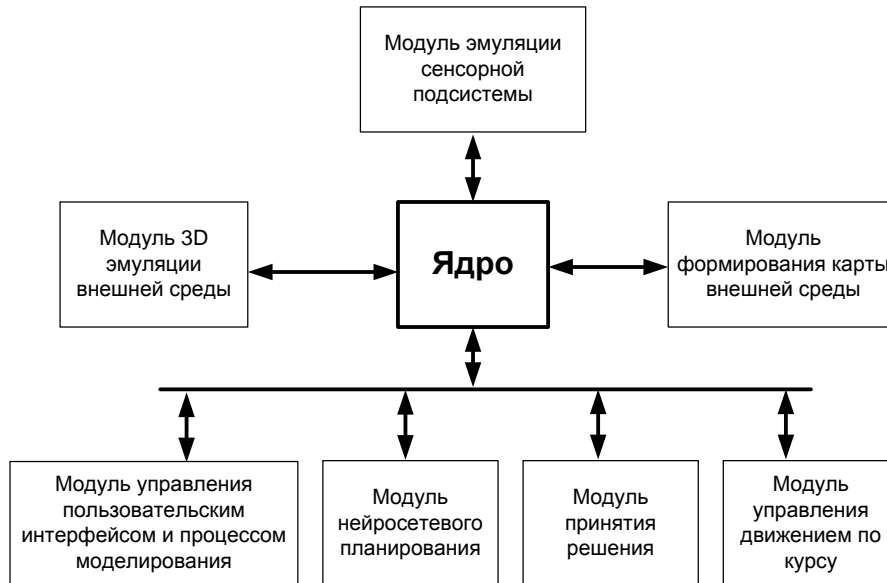 Модуль эмуляции
сенсорной
подсистемы
Модуль 3D
эмуляции
внешней среды
Ядро
Модуль
формирования карты
внешней среды
Модуль управления
пользовательским
интерфейсом и процессом
моделирования
Модуль
нейросетевого
планирования
Модуль
принятия
решения
Модуль
управления
движением по
курсу